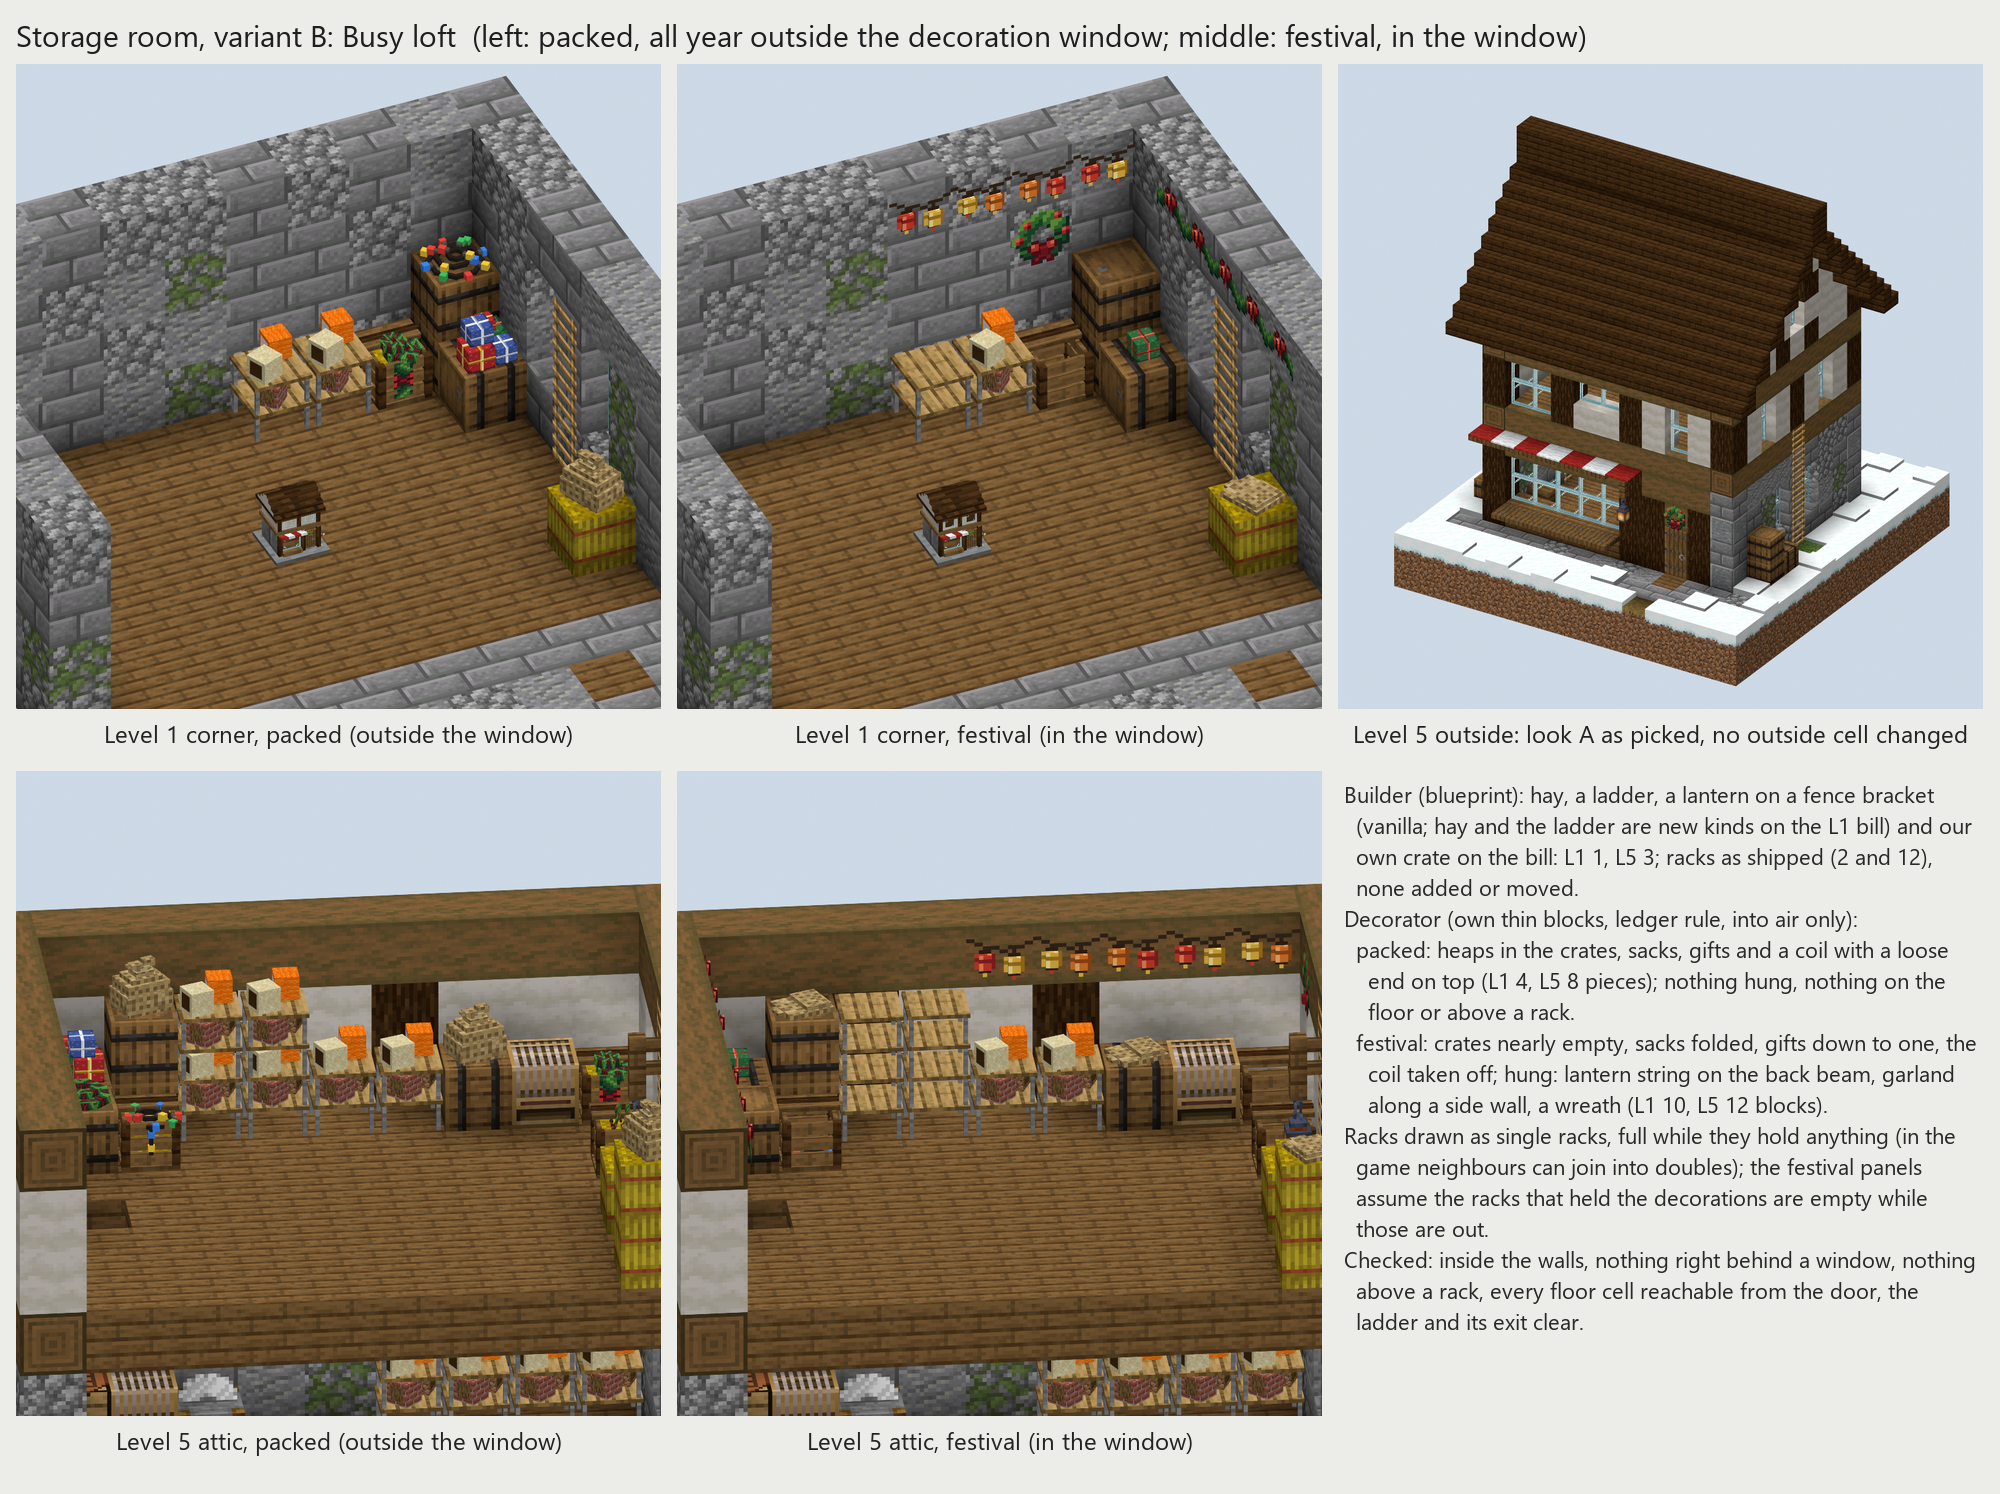 Storage room, variant B: Busy loft  (left: packed, all year outside the decoration window; middle: festival, in the window)
Level 1 corner, packed (outside the window)
Level 1 corner, festival (in the window)
Level 5 outside: look A as picked, no outside cell changed
Builder (blueprint): hay, a ladder, a lantern on a fence bracket
(vanilla; hay and the ladder are new kinds on the L1 bill) and our
own crate on the bill: L1 1, L5 3; racks as shipped (2 and 12),
none added or moved.
Decorator (own thin blocks, ledger rule, into air only):
packed: heaps in the crates, sacks, gifts and a coil with a loose
end on top (L1 4, L5 8 pieces); nothing hung, nothing on the
floor or above a rack.
festival: crates nearly empty, sacks folded, gifts down to one, the
coil taken off; hung: lantern string on the back beam, garland
along a side wall, a wreath (L1 10, L5 12 blocks).
Racks drawn as single racks, full while they hold anything (in the
game neighbours can join into doubles); the festival panels
assume the racks that held the decorations are empty while
those are out.
Checked: inside the walls, nothing right behind a window, nothing
above a rack, every floor cell reachable from the door, the
ladder and its exit clear.
Level 5 attic, packed (outside the window)
Level 5 attic, festival (in the window)